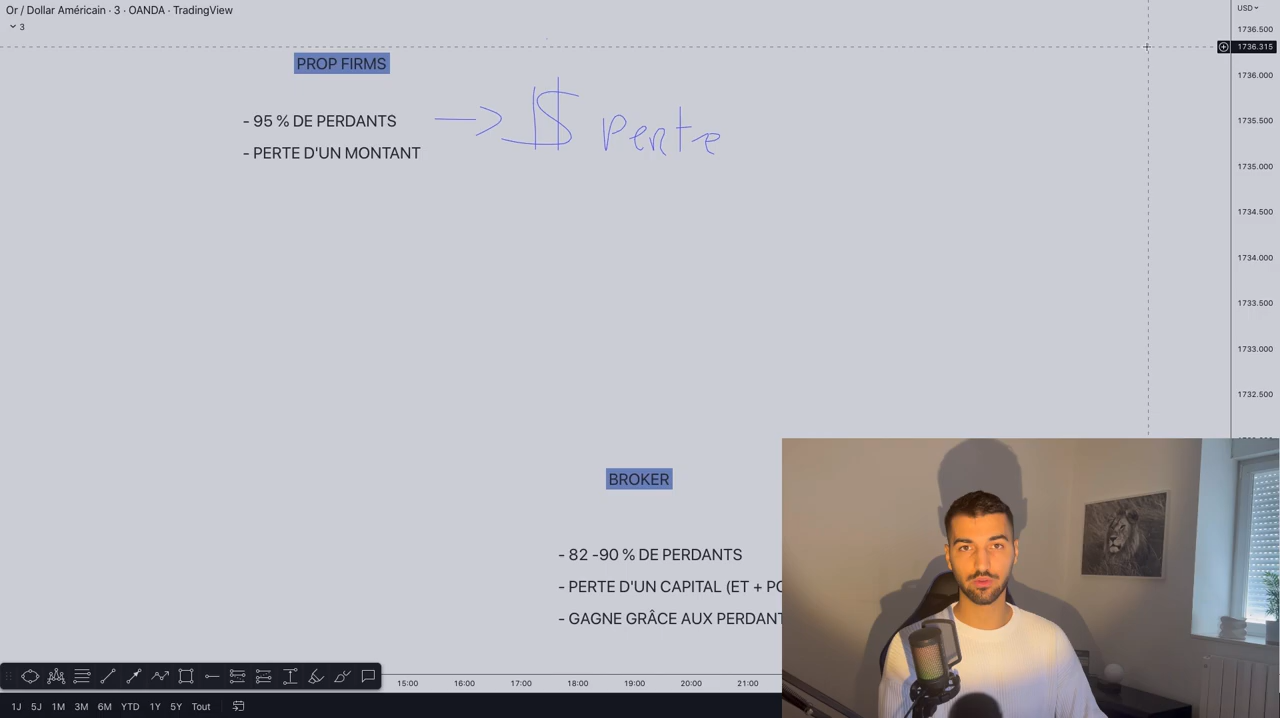 Or / Dollar Américain · 3 · OANDA · TradingView
3
USD
1736.500
1736.315
1736.000
1735.500
1735.000
1734.500
1734.000
1733.500
1733.000
1732.500
PROP FIRMS
- 95 % DE PERDANTS
$ perte
- PERTE D'UN MONTANT
BROKER
- 82 -90 % DE PERDANTS
- PERTE D'UN CAPITAL (ET + PO
- GAGNE GRÂCE AUX PERDANT
15:00 16:00 17:00 18:00 19:00 20:00 21:00
1J 5J 1M 3M 6M YTD 1Y 5Y Tout